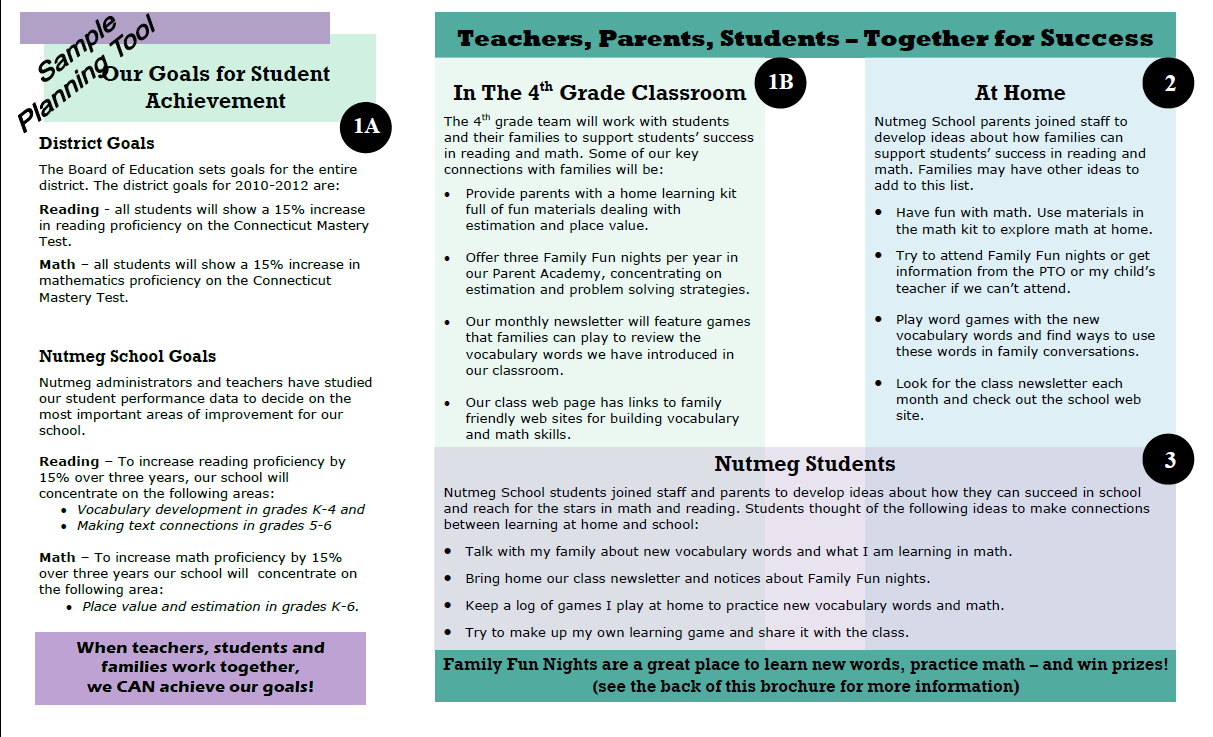 Sample
Planning Tool
Our Goals for Student
Achievement
1A
District Goals
The Board of Education sets goals for the entire
district. The district goals for 2010-2012 are:
Reading - all students will show a 15% increase
in reading proficiency on the Connecticut Mastery
Test.
Math – all students will show a 15% increase in
mathematics proficiency on the Connecticut
Mastery Test.
Nutmeg School Goals
Nutmeg administrators and teachers have studied
our student performance data to decide on the
most important areas of improvement for our
school.
Reading – To increase reading proficiency by
15% over three years, our school will
concentrate on the following areas:
• Vocabulary development in grades K-4 and
• Making text connections in grades 5-6
Math – To increase math proficiency by 15%
over three years our school will concentrate on
the following area:
• Place value and estimation in grades K-6.
When teachers, students and
families work together,
we CAN achieve our goals!
Teachers, Parents, Students – Together for Success
1B
In The 4th Grade Classroom
The 4th grade team will work with students
and their families to support students’ success
in reading and math. Some of our key
connections with families will be:
• Provide parents with a home learning kit
full of fun materials dealing with
estimation and place value.
• Offer three Family Fun nights per year in
our Parent Academy, concentrating on
estimation and problem solving strategies.
• Our monthly newsletter will feature games
that families can play to review the
vocabulary words we have introduced in
our classroom.
• Our class web page has links to family
friendly web sites for building vocabulary
and math skills.
2
At Home
Nutmeg School parents joined staff to
develop ideas about how families can
support students’ success in reading and
math. Families may have other ideas to
add to this list.
• Have fun with math. Use materials in
the math kit to explore math at home.
• Try to attend Family Fun nights or get
information from the PTO or my child’s
teacher if we can’t attend.
• Play word games with the new
vocabulary words and find ways to use
these words in family conversations.
• Look for the class newsletter each
month and check out the school web
site.
3
Nutmeg Students
Nutmeg School students joined staff and parents to develop ideas about how they can succeed in school
and reach for the stars in math and reading. Students thought of the following ideas to make connections
between learning at home and school:
• Talk with my family about new vocabulary words and what I am learning in math.
• Bring home our class newsletter and notices about Family Fun nights.
• Keep a log of games I play at home to practice new vocabulary words and math.
• Try to make up my own learning game and share it with the class.
Family Fun Nights are a great place to learn new words, practice math – and win prizes!
(see the back of this brochure for more information)